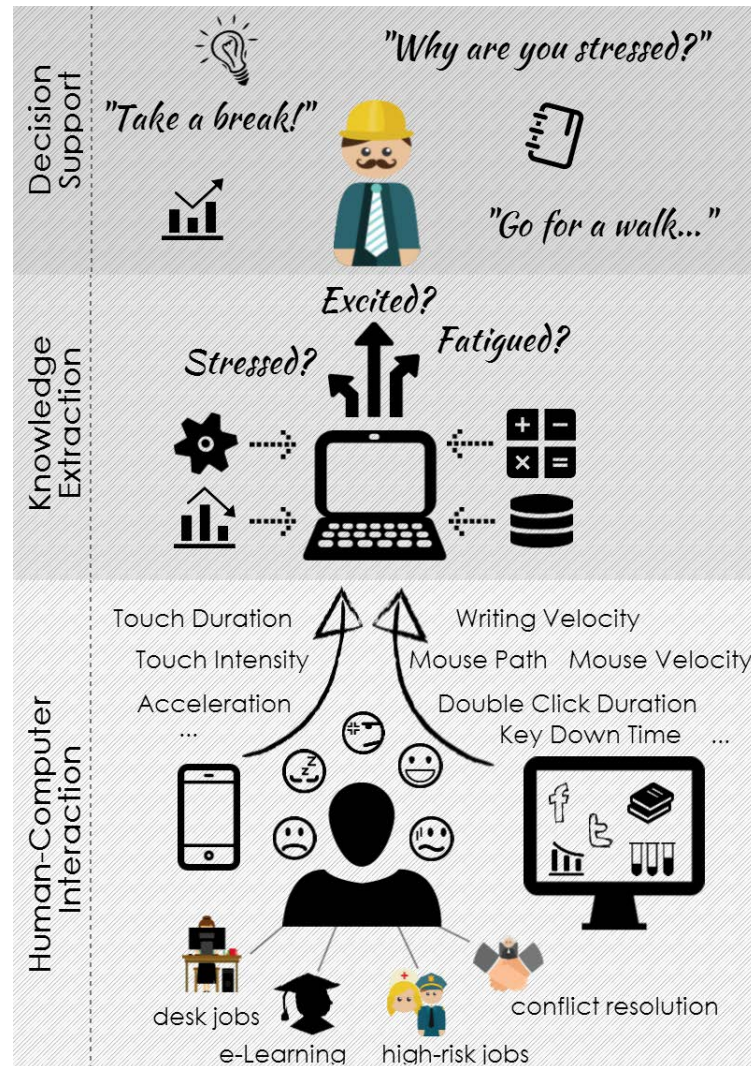 Decision
Support
"Why are you stressed?"
"Take a break!"
"Go for a walk..."
Knowledge
Extraction
Excited?
Stressed?
Fatigued?
+ −
× =
Human-Computer
Interaction
Touch Duration
Touch Intensity
Acceleration
...
Writing Velocity
Mouse Path Mouse Velocity
Double Click Duration
Key Down Time ...
z z z
f
t
desk jobs
e-Learning
high-risk jobs
conflict resolution